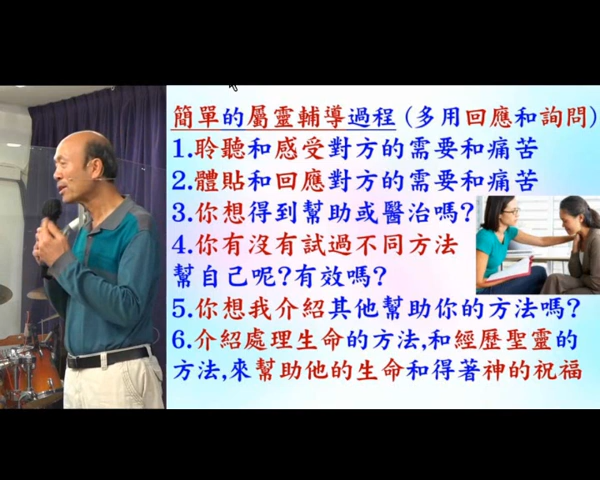 簡單的屬靈輔導過程 (多用回應和詢問)
1.聆聽和感受對方的需要和痛苦
2.體貼和回應對方的需要和痛苦
3.你想得到幫助或醫治嗎?
4.你有沒有試過不同方法
幫自己呢?有效嗎?
5.你想我介紹其他幫助你的方法嗎?
6.介紹處理生命的方法,和經歷聖靈的
方法,來幫助他的生命和得著神的祝福